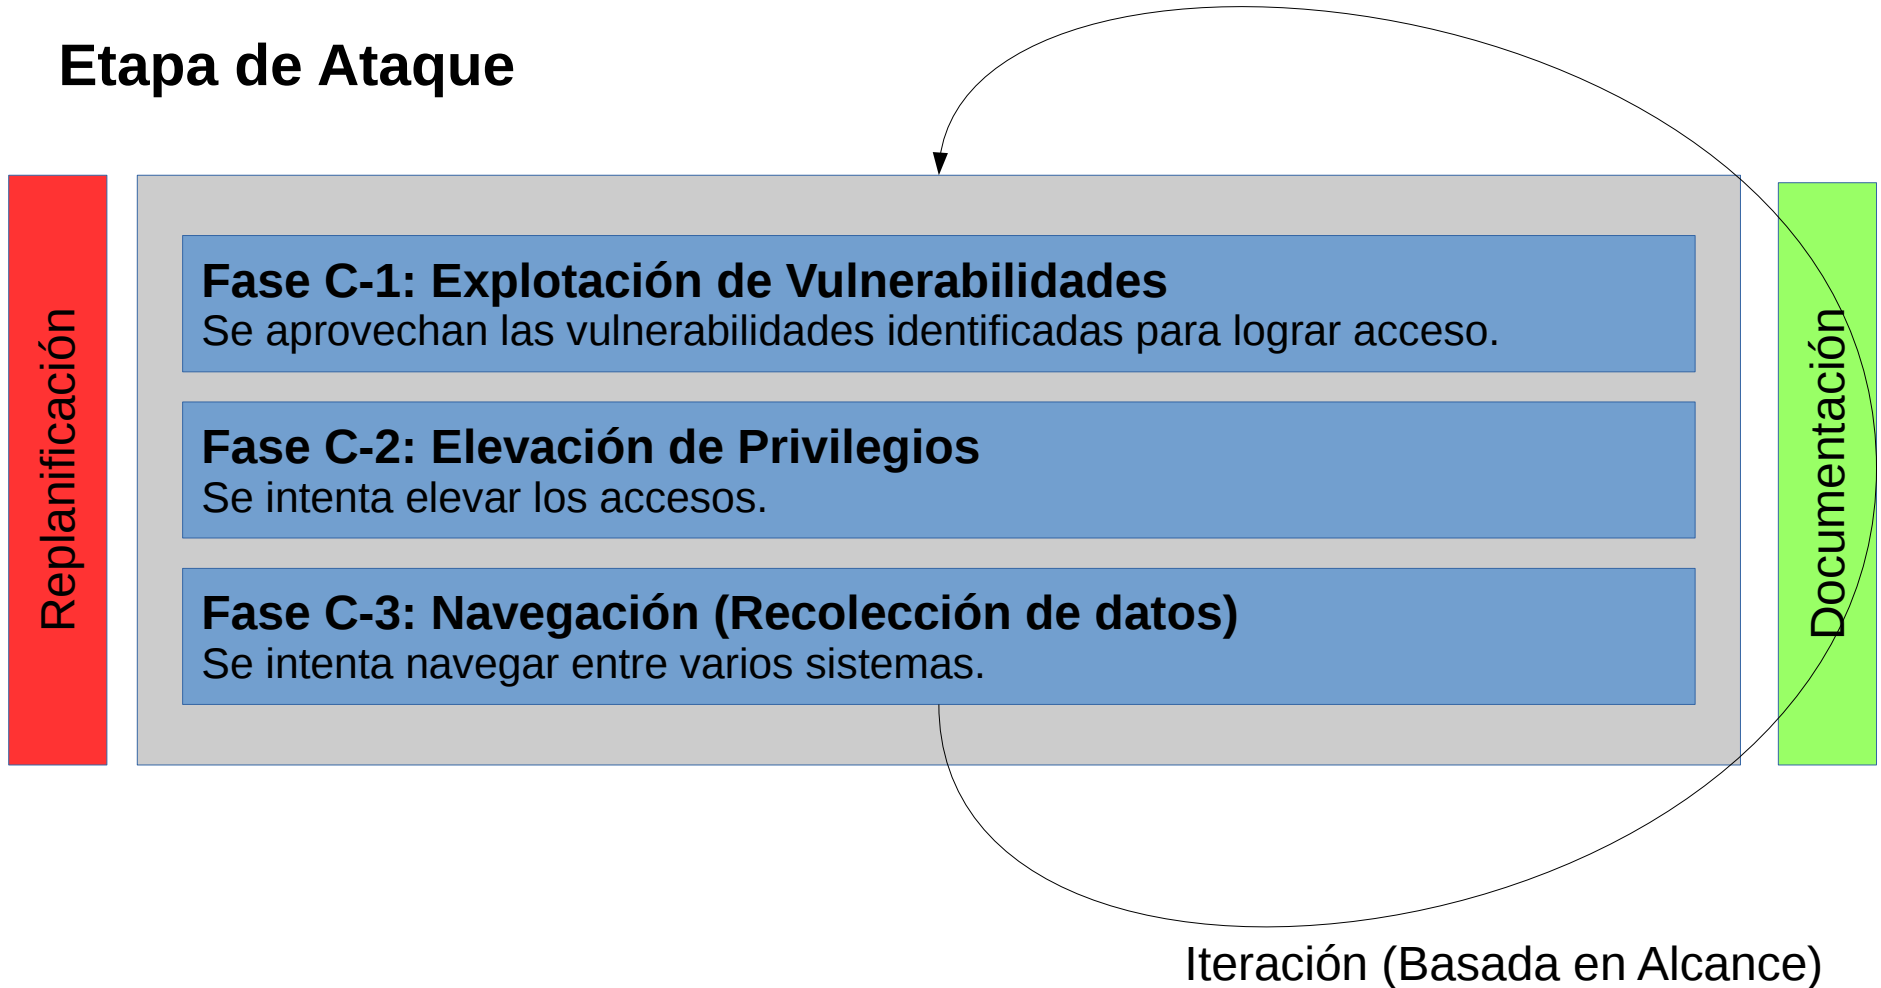 Etapa de Ataque
Replanificación
Fase C-1: Explotación de Vulnerabilidades
Se aprovechan las vulnerabilidades identificadas para lograr acceso.
Fase C-2: Elevación de Privilegios
Se intenta elevar los accesos.
Fase C-3: Navegación (Recolección de datos)
Se intenta navegar entre varios sistemas.
Documentación
Iteración (Basada en Alcance)